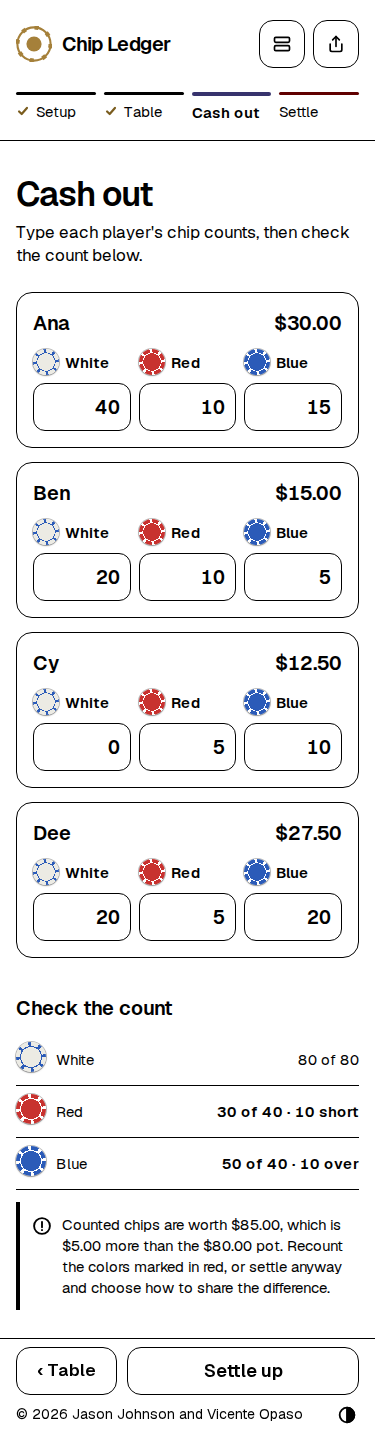 Chip Ledger
Setup Table Cash out Settle
Cash out
Type each player's chip counts, then check
the count below.
Ana $30.00
White Red Blue
40 10 15
Ben $15.00
White Red Blue
20 10 5
Cy $12.50
White Red Blue
0 5 10
Dee $27.50
White Red Blue
20 5 20
Check the count
White 80 of 80
Red 30 of 40 · 10 short
Blue 50 of 40 · 10 over
Counted chips are worth $85.00, which is
$5.00 more than the $80.00 pot. Recount
the colors marked in red, or settle anyway
and choose how to share the difference.
‹ Table Settle up
© 2026 Jason Johnson and Vicente Opaso